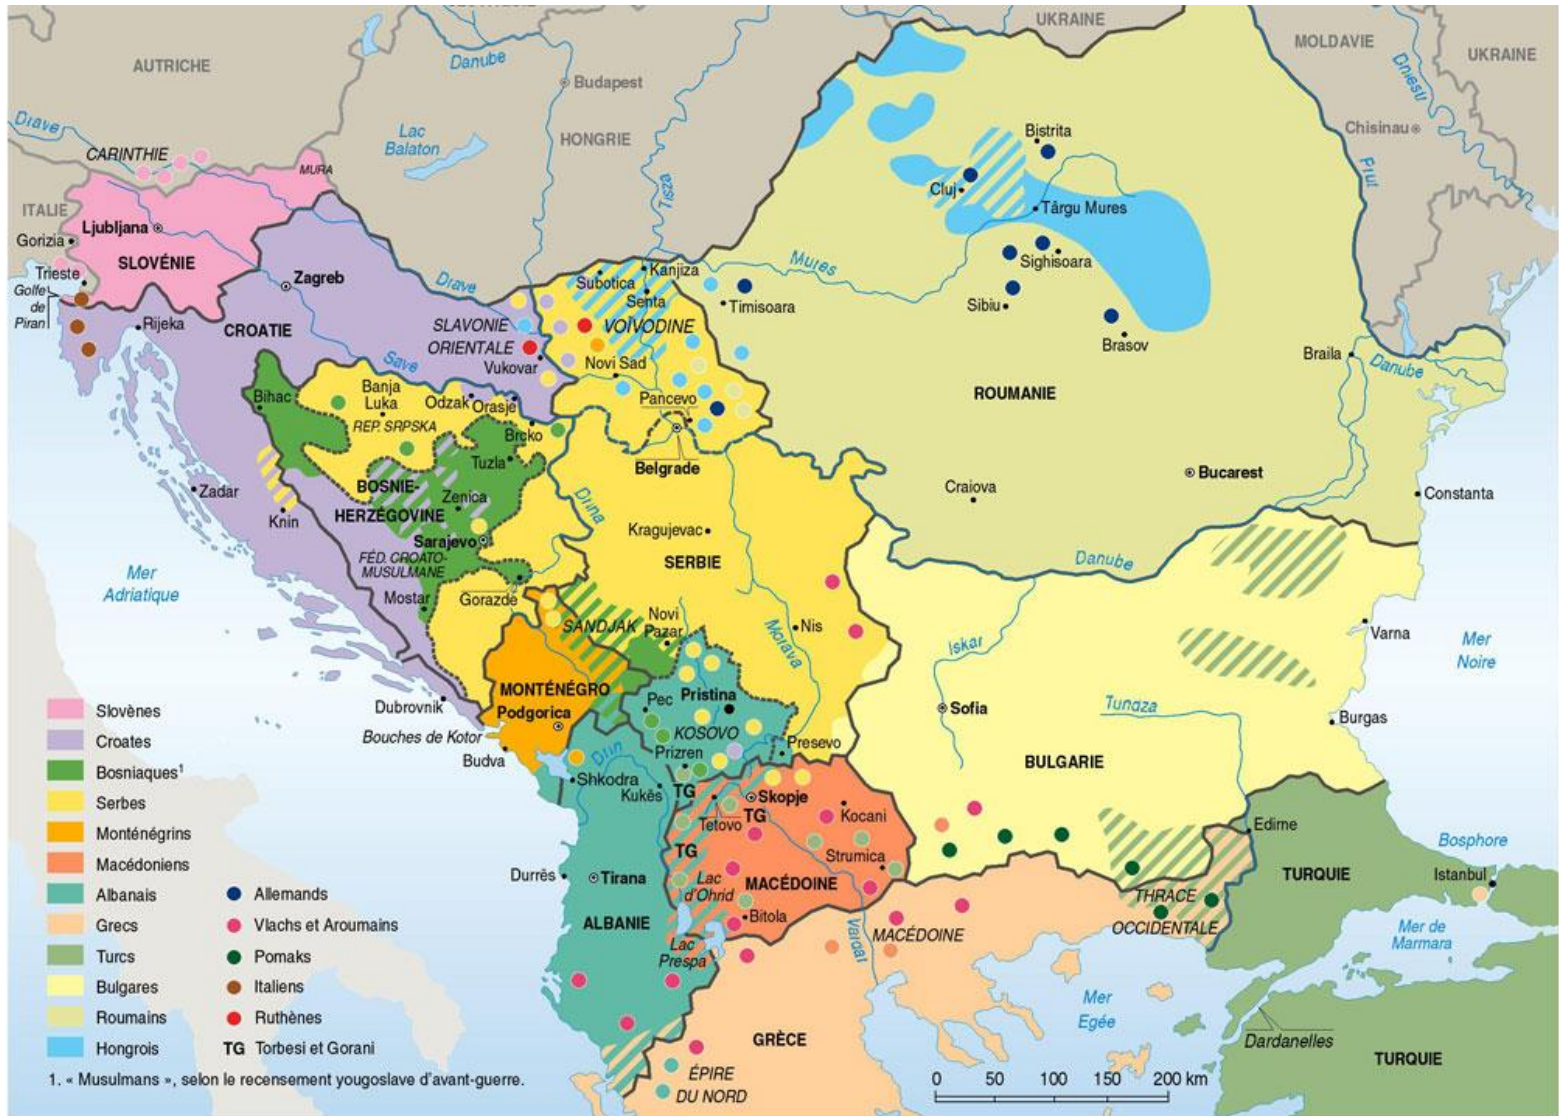 UKRAINE
AUTRICHE
Danube
MOLDAVIE
UKRAINE
Budapest
Dniestr
Drave
CARINTHIE
Lac
Balaton
HONGRIE
Bistrita
Chisinau
MURA
Tisza
Prut
Cluj
Târgu Mures
ITALIE
Ljubljana
Gorizia
SLOVÉNIE
Trieste
Golfe
de
Piran
Zagreb
Drave
Kanjiza
Subotica
Senta
Mures
Sighisoara
Timisoara
Sibiu
Rijeka
CROATIE
SLAVONIE
ORIENTALE
VOÏVODINE
Vukovar
Novi Sad
Brasov
Braila
Danube
Save
Banja
Luka
Odzak
Orasje
Bihac
REP. SRPSKA
Pancevo
ROUMANIE
Brcko
Tuzla
Belgrade
Bucarest
BOSNIE-
HERZÉGOVINE
Zenica
Zadar
Knin
Drina
Craiova
Constanta
Sarajevo
Kragujevac
FÉD. CROATO-
MUSULMANE
SERBIE
Danube
Mer
Adriatique
Mostar
Gorazde
SANDJAK
Novi
Pazar
Nis
Morava
Iskar
Varna
Mer
Noire
MONTÉNÉGRO
Podgorica
Pec
Pristina
KOSOVO
Sofia
Tundza
Burgas
Dubrovnik
Bouches de Kotor
Budva
Drin
Prizren
Presevo
BULGARIE
Shkodra
Kukës
TG
Skopje
Tetovo
TG
Kocani
Edirne
Bosphore
TG
Strumica
Durrës
Tirana
Lac
d'Ohrid
MACÉDOINE
TURQUIE
Istanbul
THRACE
OCCIDENTALE
ALBANIE
Bitola
Vardar
MACÉDOINE
Mer de
Marmara
Lac
Prespa
Mer
Egée
GRÈCE
Dardanelles
TURQUIE
ÉPIRE
DU NORD
0 50 100 150 200 km
Slovènes
Croates
Bosniaques¹
Serbes
Monténégrins
Macédoniens
Albanais
Grecs
Turcs
Bulgares
Roumains
Hongrois
Allemands
Vlachs et Aroumains
Pomaks
Italiens
Ruthènes
TG Torbesi et Gorani
1. « Musulmans », selon le recensement yougoslave d'avant-guerre.